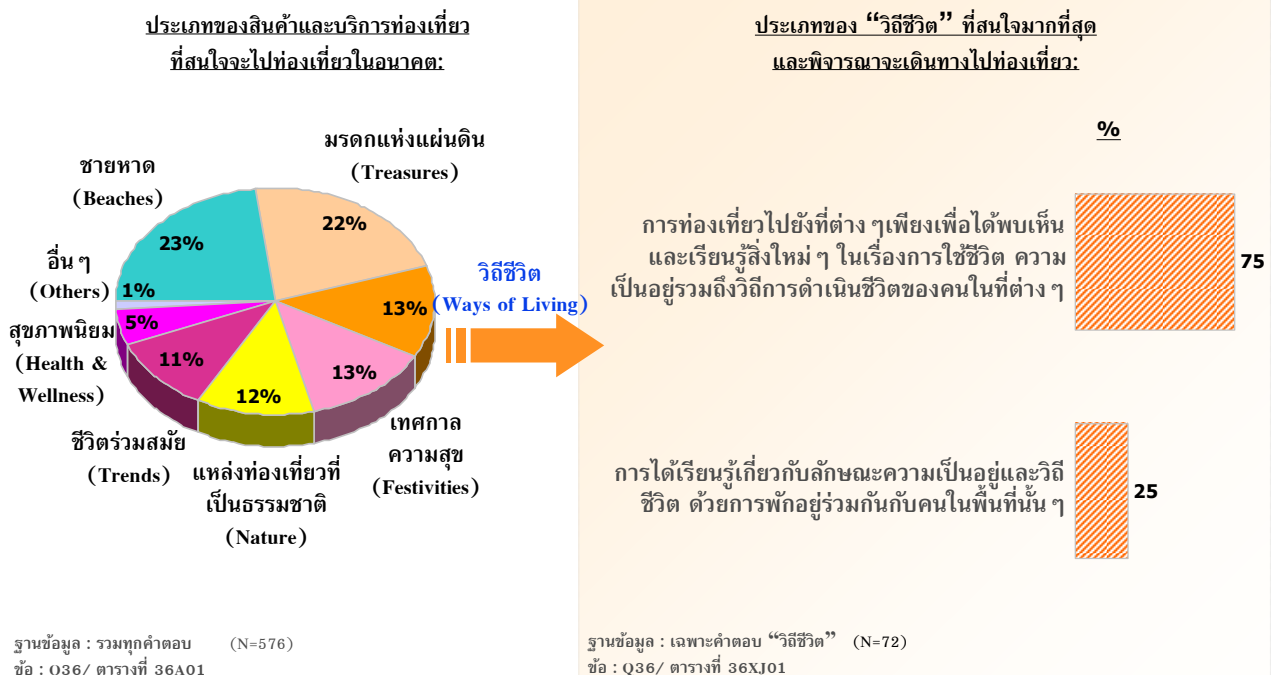 ประเภทของสินค้าและบริการท่องเที่ยว
ที่สนใจจะไปท่องเที่ยวในอนาคต:
มรดกแห่งแผ่นดิน
(Treasures)
ชายหาด
(Beaches)
22%
23%
อื่น ๆ
(Others)
1%
วิถีชีวิต
(Ways of Living)
13%
สุขภาพนิยม
(Health &
Wellness)
5%
11%
13%
12%
เทศกาล
ความสุข
(Festivities)
ชีวิตร่วมสมัย
(Trends)
แหล่งท่องเที่ยวที่
เป็นธรรมชาติ
(Nature)
ฐานข้อมูล : รวมทุกคำตอบ (N=576)
ข้อ : Q36/ ตารางที่ 36A01
ประเภทของ “วิถีชีวิต” ที่สนใจมากที่สุด
และพิจารณาจะเดินทางไปท่องเที่ยว:
%
การท่องเที่ยวไปยังที่ต่าง ๆเพียงเพื่อได้พบเห็น
และเรียนรู้สิ่งใหม่ ๆ ในเรื่องการใช้ชีวิต ความ
เป็นอยู่รวมถึงวิถีการดำเนินชีวิตของคนในที่ต่าง ๆ
75
การได้เรียนรู้เกี่ยวกับลักษณะความเป็นอยู่และวิถี
ชีวิต ด้วยการพักอยู่ร่วมกันกับคนในพื้นที่นั้น ๆ
25
ฐานข้อมูล : เฉพาะคำตอบ “วิถีชีวิต” (N=72)
ข้อ : Q36/ ตารางที่ 36XJ01